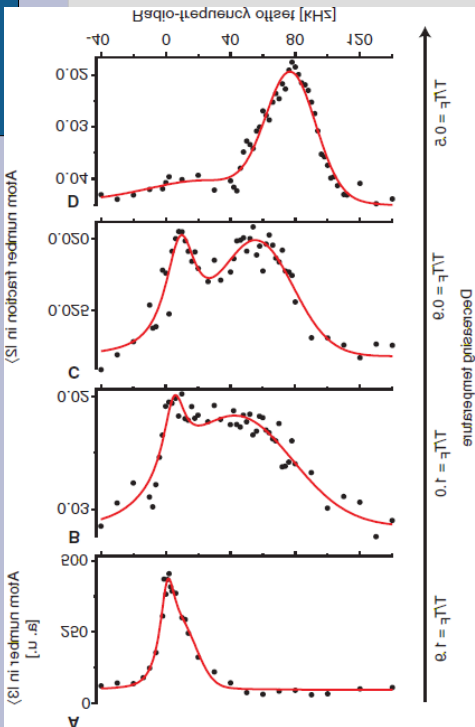 A
0
250
500
Atom number in |3⟩
[a. u.]
T/TF = 1.9
B
0.03
0.02
T/TF = 1.0
C
0.025
0.020
Atom number fraction in |2⟩
T/TF = 0.9
D
0.04
0.03
0.02
T/TF = 0.5
Decreasing temperature
-40 0 40 80 120
Radio-frequency offset [kHz]